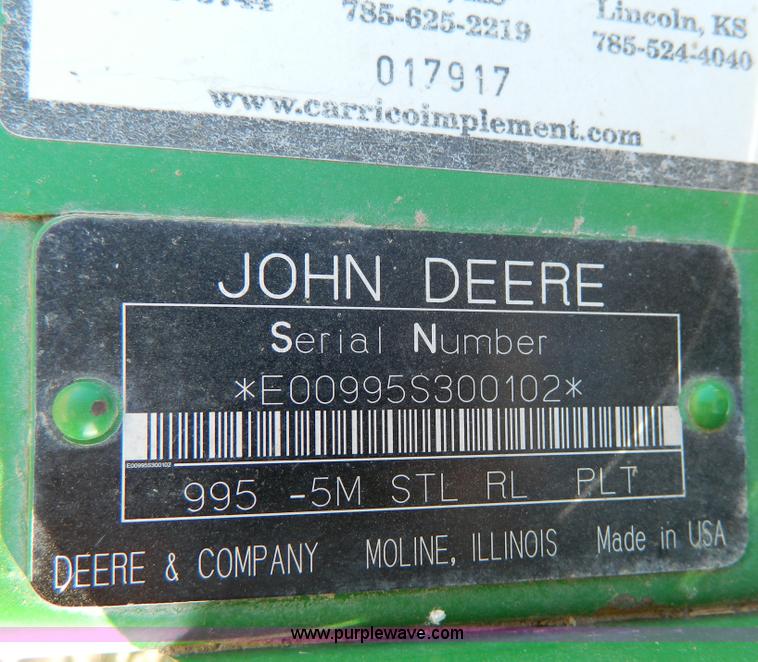 785-625-2219
Lincoln, KS
785-524-4040
017917
www.carricoimplement.com
JOHN DEERE
Serial Number
*E00995S300102*
E00995S300102
995 -5M STL RL PLT
DEERE & COMPANY MOLINE, ILLINOIS Made in USA
www.purplewave.com